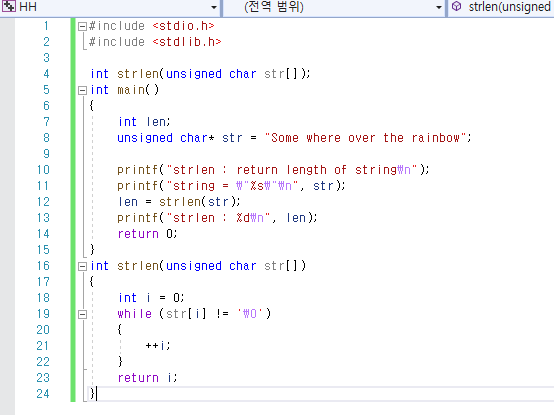 HH
(전역 범위)
strlen(unsigned
1 #include <stdio.h>
2 #include <stdlib.h>
3
4 int strlen(unsigned char str[]);
5 int main()
6 {
7 int len;
8 unsigned char* str = "Some where over the rainbow";
9
10 printf("strlen : return length of string₩n");
11 printf("string = ₩"%s₩"₩n", str);
12 len = strlen(str);
13 printf("strlen : %d₩n", len);
14 return 0;
15 }
16 int strlen(unsigned char str[])
17 {
18 int i = 0;
19 while (str[i] != '₩0')
20 {
21 ++i;
22 }
23 return i;
24 }